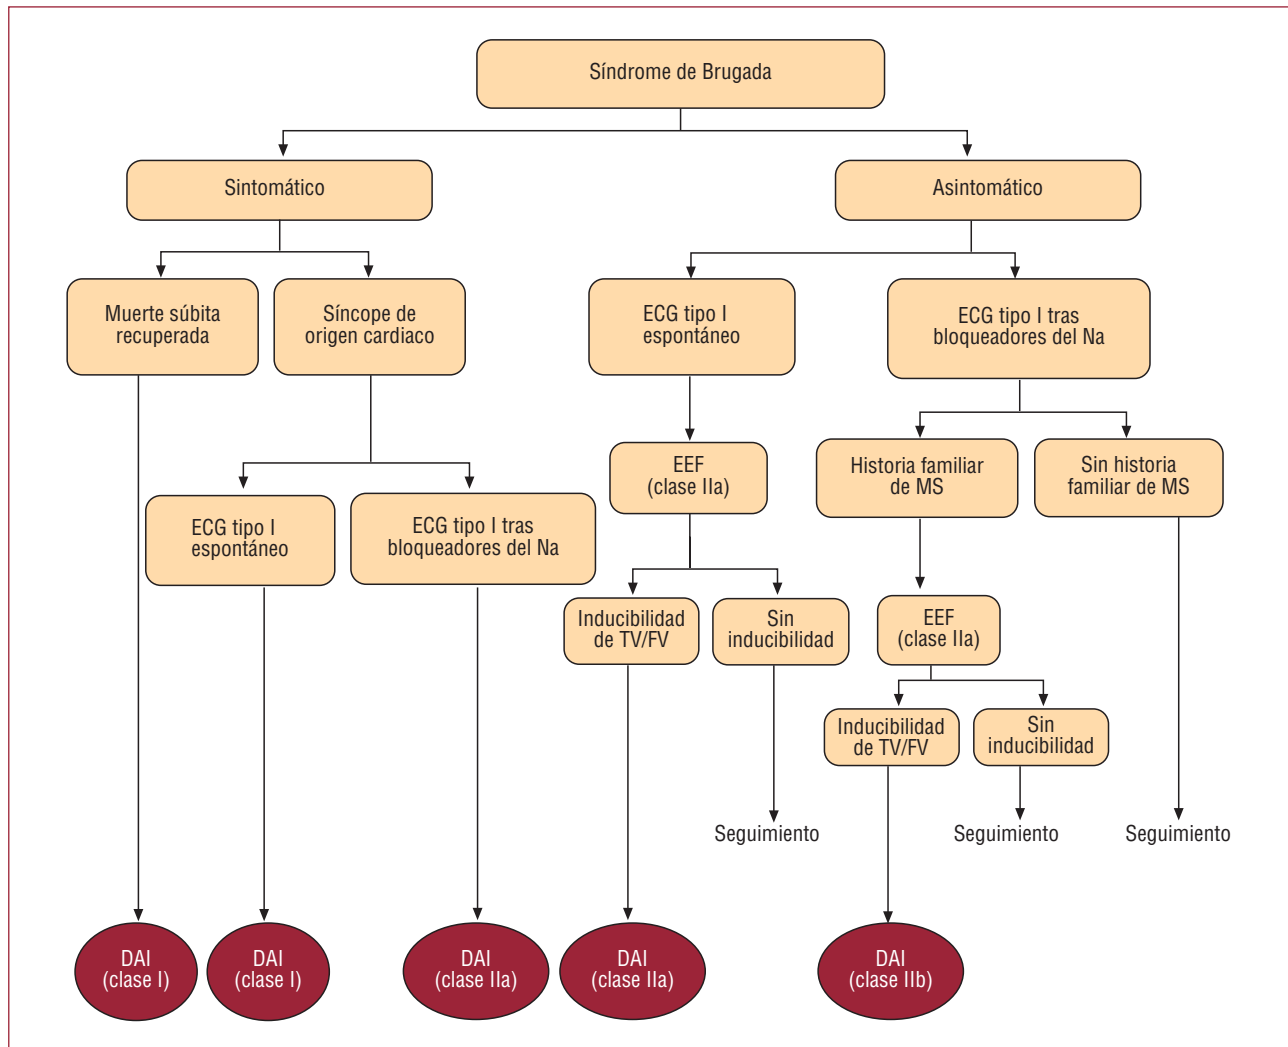 Síndrome de Brugada
Sintomático
Asintomático
Muerte súbita
recuperada
Síncope de
origen cardiaco
ECG tipo I
espontáneo
ECG tipo I tras
bloqueadores del Na
EEF
(clase IIa)
Historia familiar
de MS
Sin historia
familiar de MS
ECG tipo I
espontáneo
ECG tipo I tras
bloqueadores del Na
Inducibilidad
de TV/FV
Sin
inducibilidad
EEF
(clase IIa)
Inducibilidad
de TV/FV
Sin
inducibilidad
Seguimiento
Seguimiento
Seguimiento
DAI
(clase I)
DAI
(clase I)
DAI
(clase IIa)
DAI
(clase IIa)
DAI
(clase IIb)